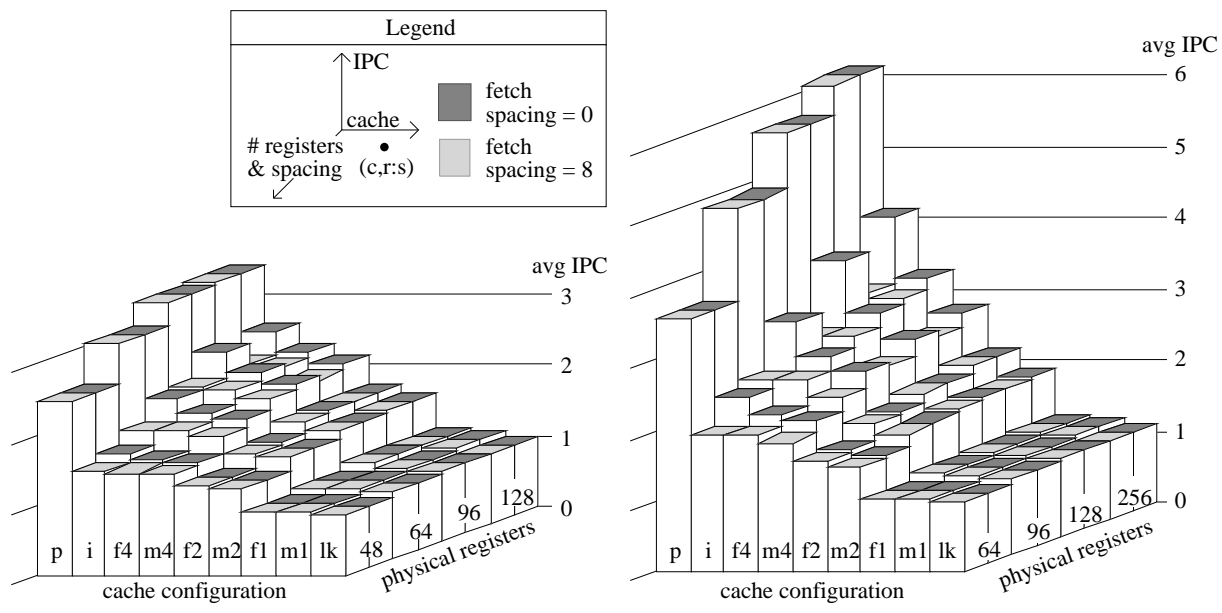 Legend
IPC
cache
# registers
& spacing
(c,r:s)
fetch
spacing = 0
fetch
spacing = 8
avg IPC
3
2
1
0
p i f4 m4 f2 m2 f1 m1 lk
48 64 96 128
cache configuration
physical registers
avg IPC
6
5
4
3
2
1
0
p i f4 m4 f2 m2 f1 m1 lk
64 96 128 256
cache configuration
physical registers